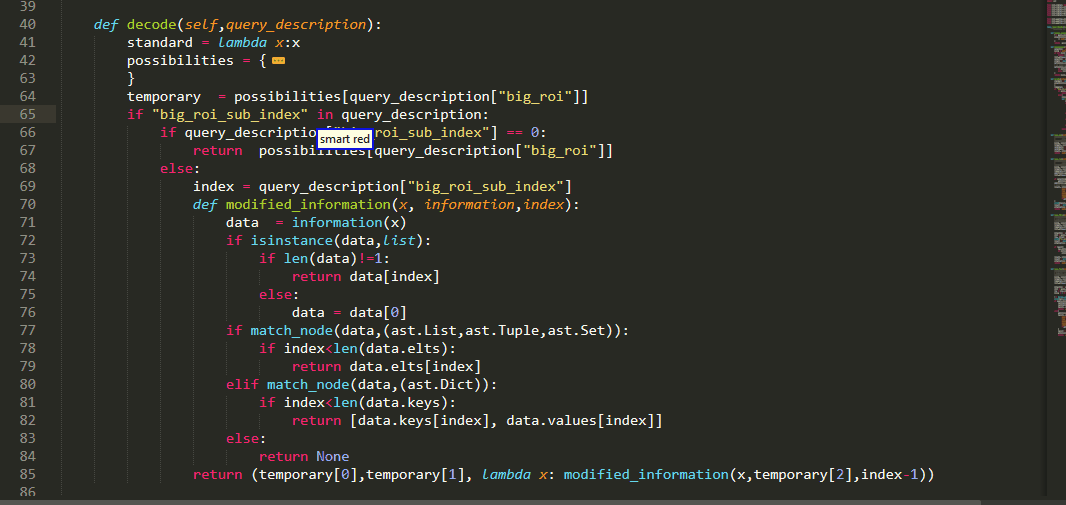 39
40 def decode(self,query_description):
41 standard = lambda x:x
42 possibilities = {
63 }
64 temporary = possibilities[query_description["big_roi"]]
65 if "big_roi_sub_index" in query_description:
66 if query_description roi_sub_index"] == 0:
smart red
67 return possibilities[query_description["big_roi"]]
68 else:
69 index = query_description["big_roi_sub_index"]
70 def modified_information(x, information,index):
71 data = information(x)
72 if isinstance(data,list):
73 if len(data)!=1:
74 return data[index]
75 else:
76 data = data[0]
77 if match_node(data,(ast.List,ast.Tuple,ast.Set)):
78 if index<len(data.elts):
79 return data.elts[index]
80 elif match_node(data,(ast.Dict)):
81 if index<len(data.keys):
82 return [data.keys[index], data.values[index]]
83 else:
84 return None
85 return (temporary[0],temporary[1], lambda x: modified_information(x,temporary[2],index-1))
86